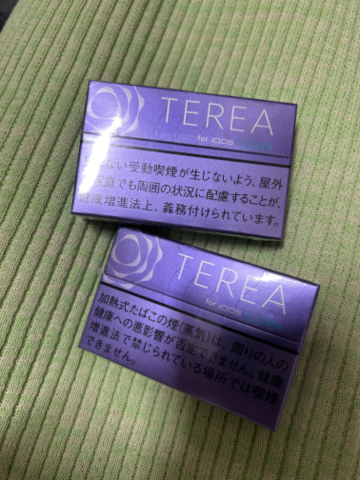 TEREA
for IQOS
望まない受動喫煙が生じないよう、屋外
や家庭でも周囲の状況に配慮することが、
健康増進法上、義務付けられています。
TEREA
for IQOS
加熱式たばこの煙(蒸気)は、周りの人の
健康への悪影響が否定できません。健康
増進法で禁じられている場所では喫煙
できません。